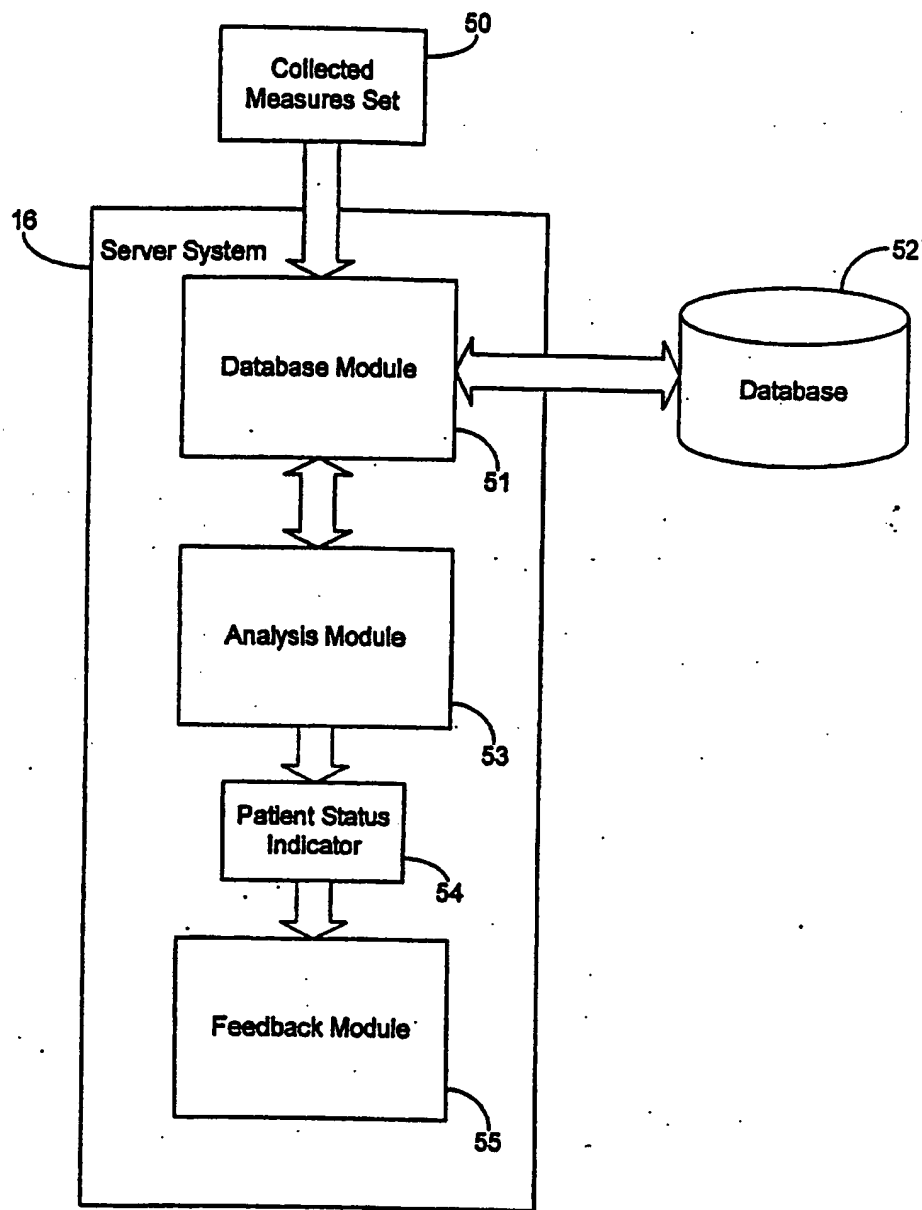 50
Collected
Measures Set
16
Server System
52
Database Module
Database
51
Analysis Module
53
Patient Status
Indicator
54
Feedback Module
55